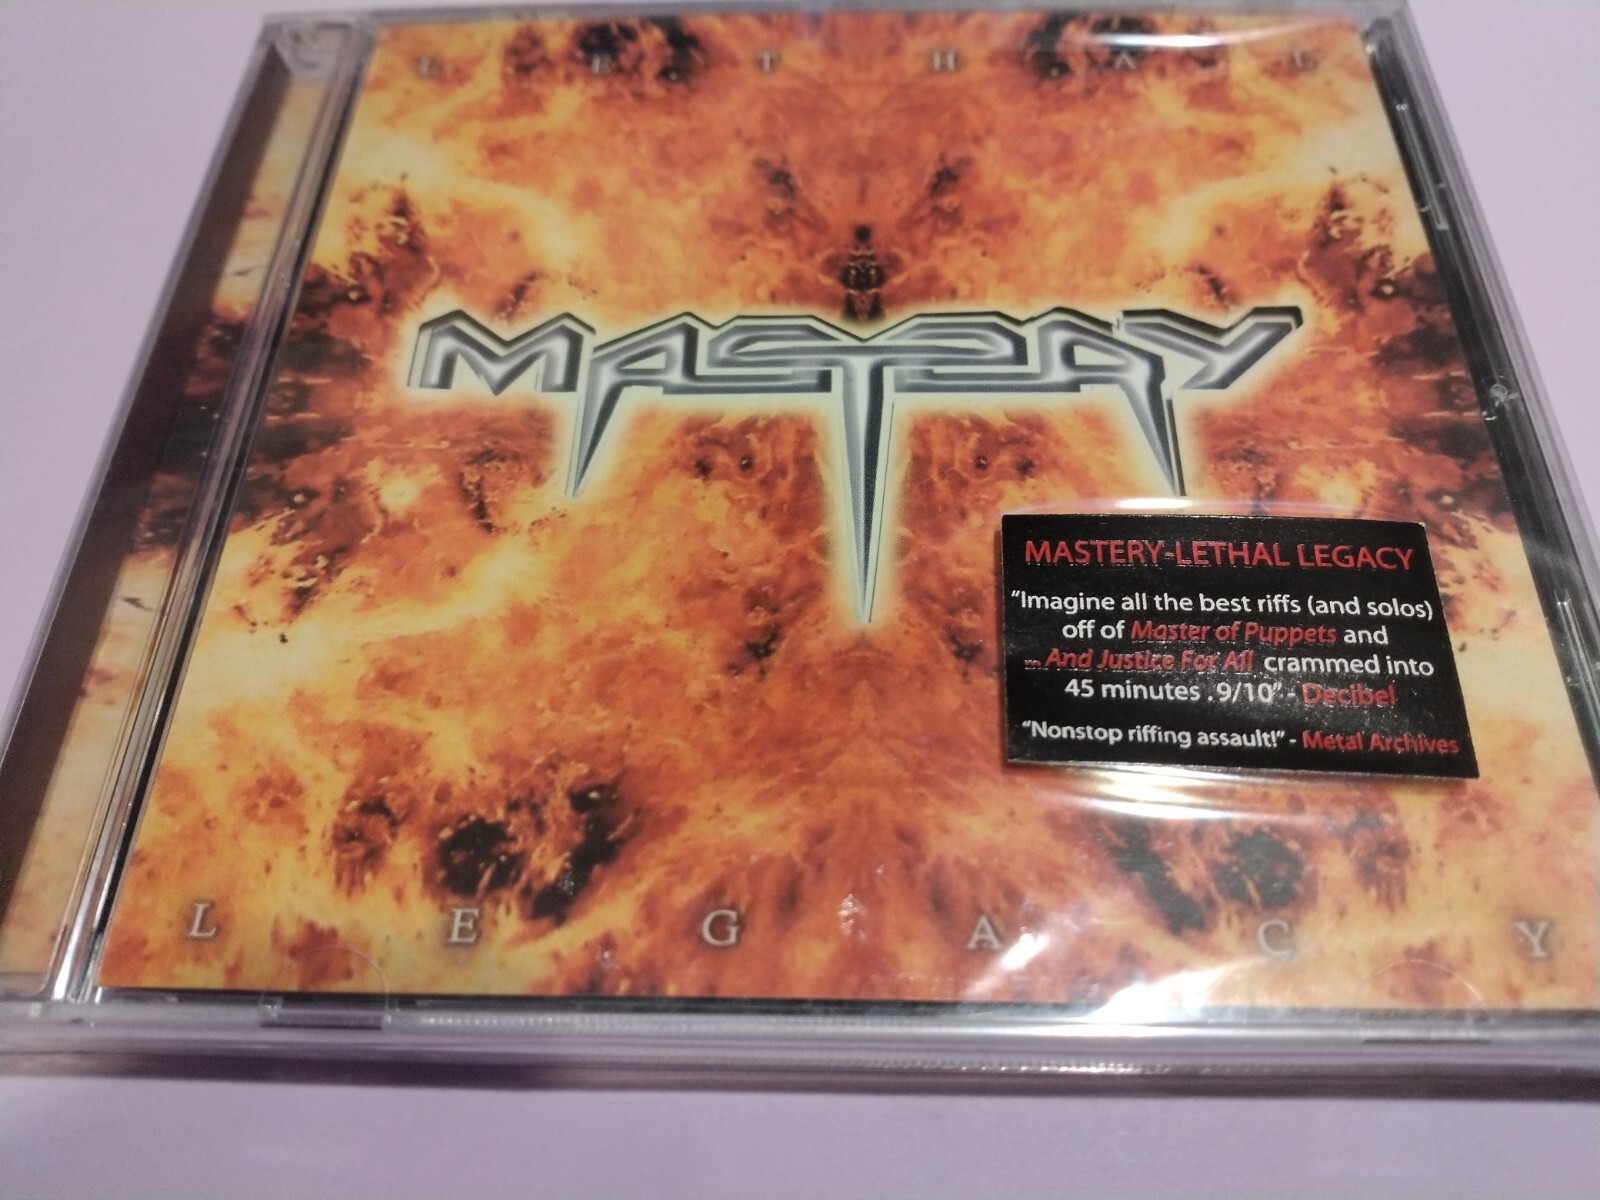 L E T H A L
MASTERY
MASTERY-LETHAL LEGACY
“Imagine all the best riffs (and solos)
off of Master of Puppets and
... And Justice For All crammed into
45 minutes . 9/10” - Decibel
“Nonstop riffing assault!” - Metal Archives
L E G A C Y